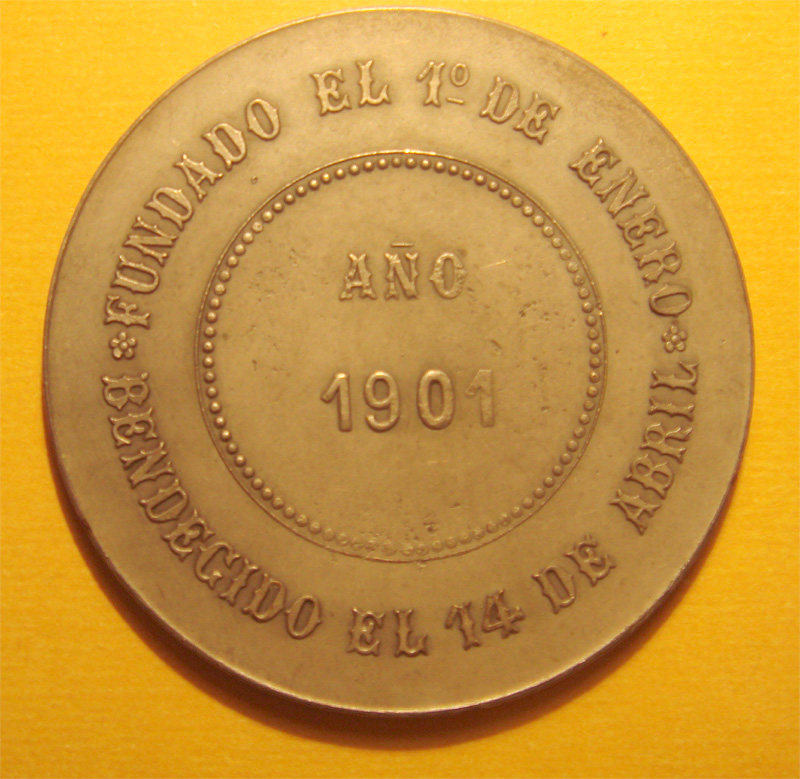 FUNDADO EL 1º DE ENERO
AÑO
1901
BENDECIDO EL 14 DE ABRIL